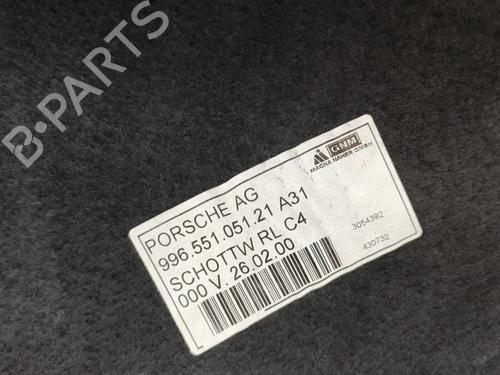 B-PARTS
GNM
MAGNA NAHER GMBH
PORSCHE AG
996.551.051.21 A31
SCHOTTW RL C4
000 V. 26.02.00
3054392
430732